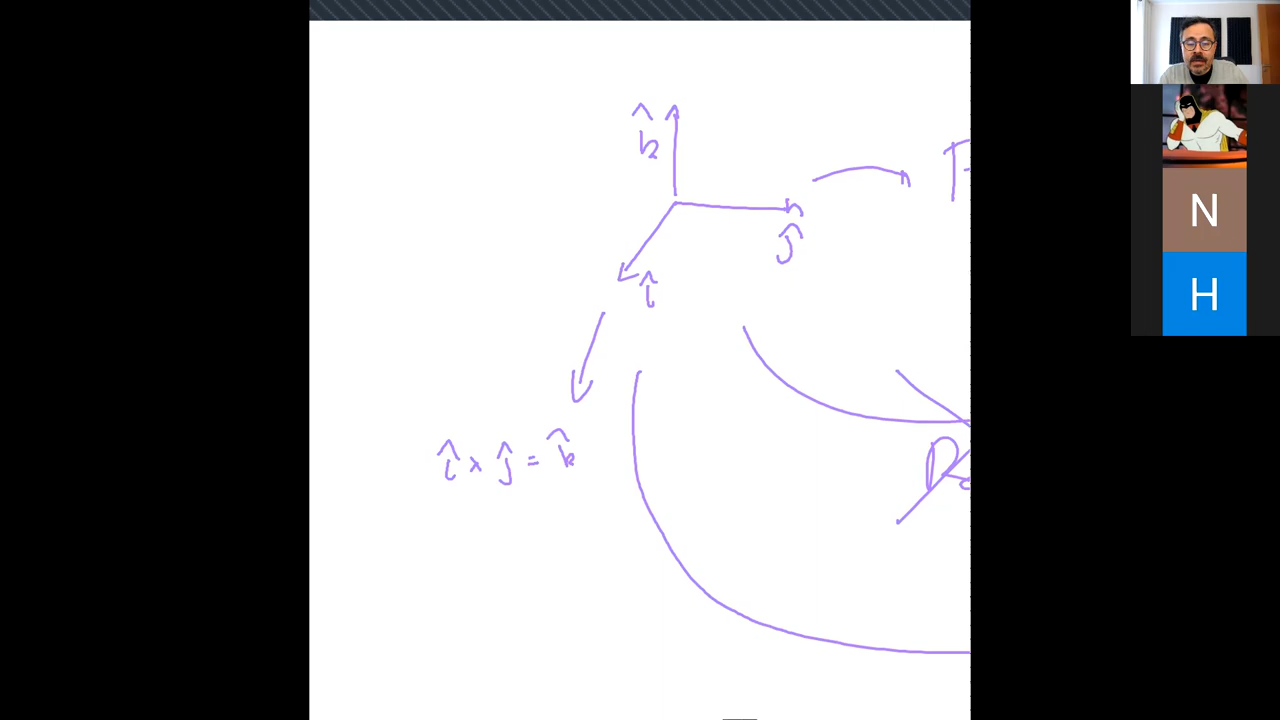 k̂
ĵ
î
î × ĵ = k̂
N
H